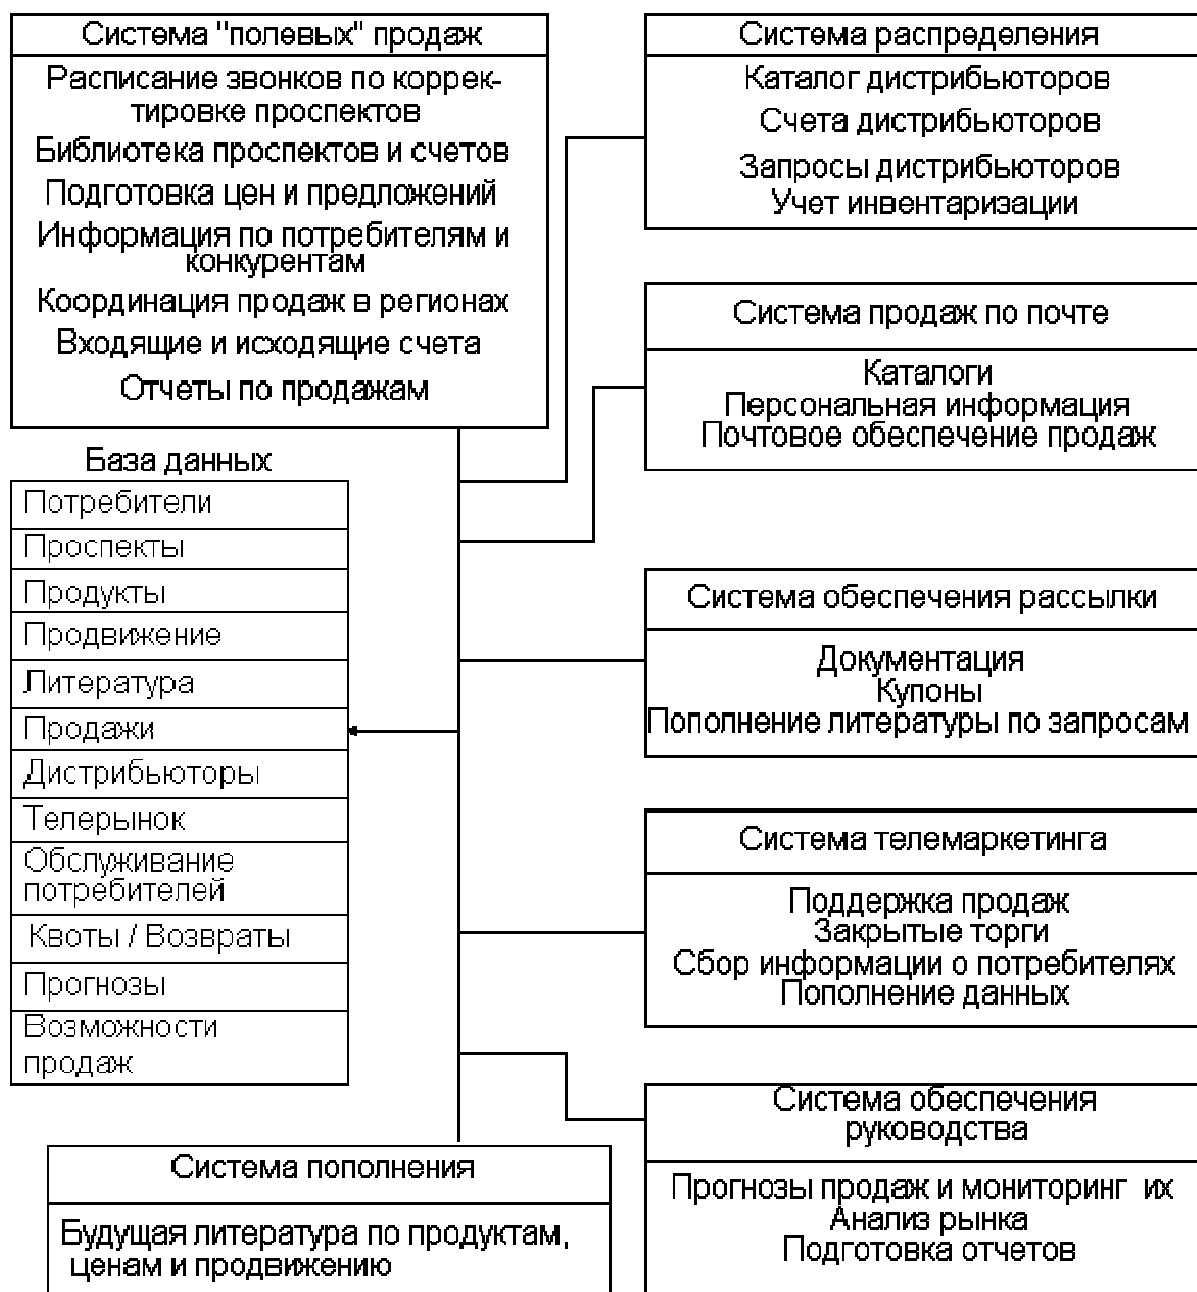 Система "полевых" продаж
Расписание звонков по коррек-
тировке проспектов
Библиотека проспектов и счетов
Подготовка цен и предложений
Информация по потребителям и
конкурентам
Координация продаж в регионах
Входящие и исходящие счета
Отчеты по продажам
База данных
Потребители
Проспекты
Продукты
Продвижение
Литература
Продажи
Дистрибьюторы
Телерынок
Обслуживание
потребителей
Квоты / Возвраты
Прогнозы
Возможности
продаж
Система пополнения
Будущая литература по продуктам,
ценам и продвижению
Система распределения
Каталог дистрибьюторов
Счета дистрибьюторов
Запросы дистрибьюторов
Учет инвентаризации
Система продаж по почте
Каталоги
Персональная информация
Почтовое обеспечение продаж
Система обеспечения рассылки
Документация
Купоны
Пополнение литературы по запросам
Система телемаркетинга
Поддержка продаж
Закрытые торги
Сбор информации о потребителях
Пополнение данных
Система обеспечения
руководства
Прогнозы продаж и мониторинг их
Анализ рынка
Подготовка отчетов